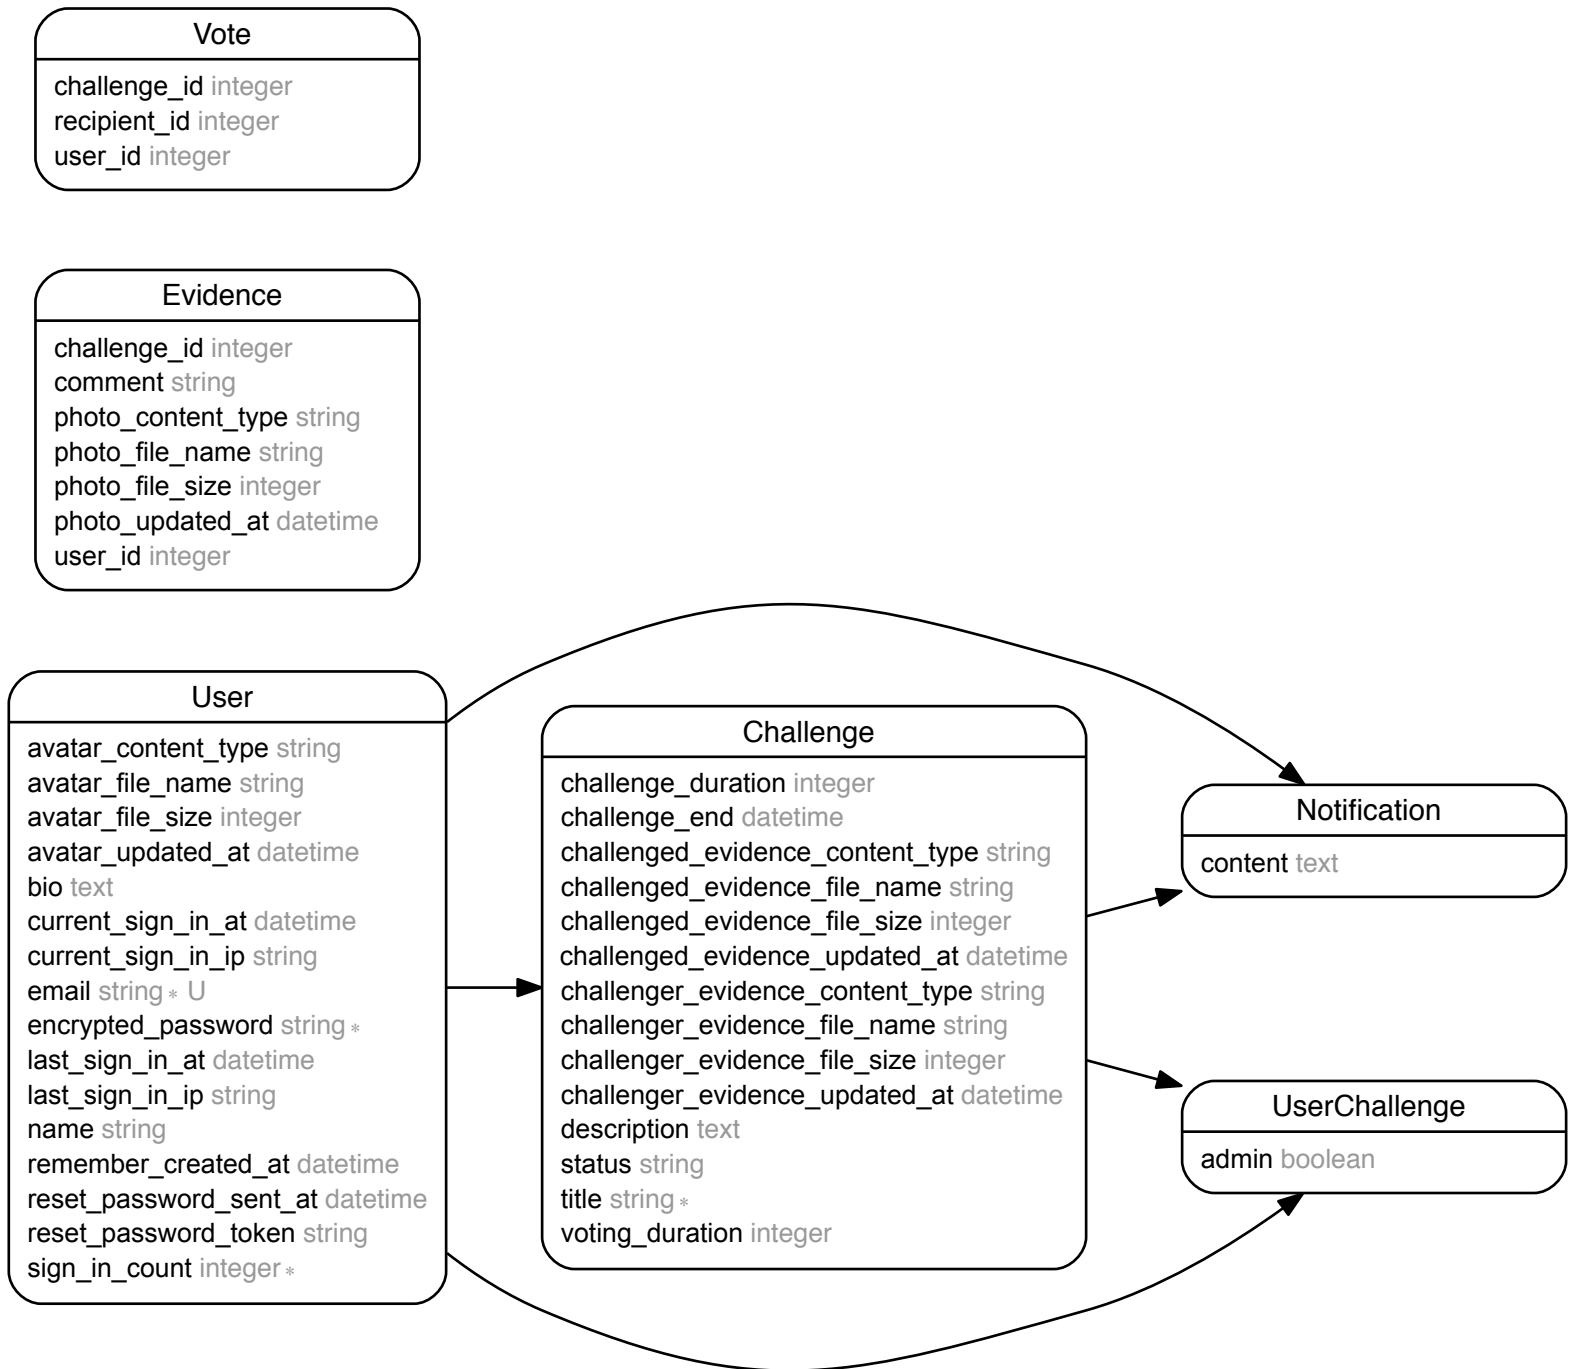 Vote
challenge_id integer
recipient_id integer
user_id integer
Evidence
challenge_id integer
comment string
photo_content_type string
photo_file_name string
photo_file_size integer
photo_updated_at datetime
user_id integer
User
avatar_content_type string
avatar_file_name string
avatar_file_size integer
avatar_updated_at datetime
bio text
current_sign_in_at datetime
current_sign_in_ip string
email string * U
encrypted_password string *
last_sign_in_at datetime
last_sign_in_ip string
name string
remember_created_at datetime
reset_password_sent_at datetime
reset_password_token string
sign_in_count integer *
Challenge
challenge_duration integer
challenge_end datetime
challenged_evidence_content_type string
challenged_evidence_file_name string
challenged_evidence_file_size integer
challenged_evidence_updated_at datetime
challenger_evidence_content_type string
challenger_evidence_file_name string
challenger_evidence_file_size integer
challenger_evidence_updated_at datetime
description text
status string
title string *
voting_duration integer
Notification
content text
UserChallenge
admin boolean